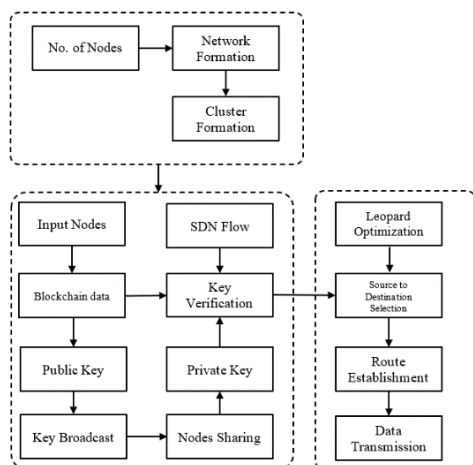 No. of Nodes
Network
Formation
Cluster
Formation
Input Nodes
SDN Flow
Blockchain data
Key
Verification
Public Key
Private Key
Key Broadcast
Nodes Sharing
Leopard
Optimization
Source to
Destination
Selection
Route
Establishment
Data
Transmission